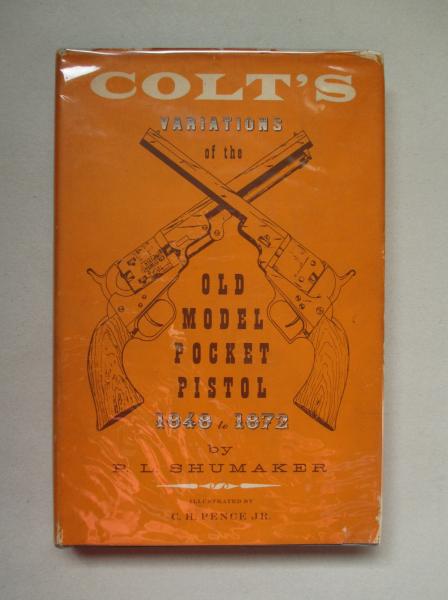 COLT'S
VARIATIONS
of the
OLD
MODEL
POCKET
PISTOL
1848 to 1872
by
P. L. SHUMAKER
ILLUSTRATED BY
C. H. PENCE JR.